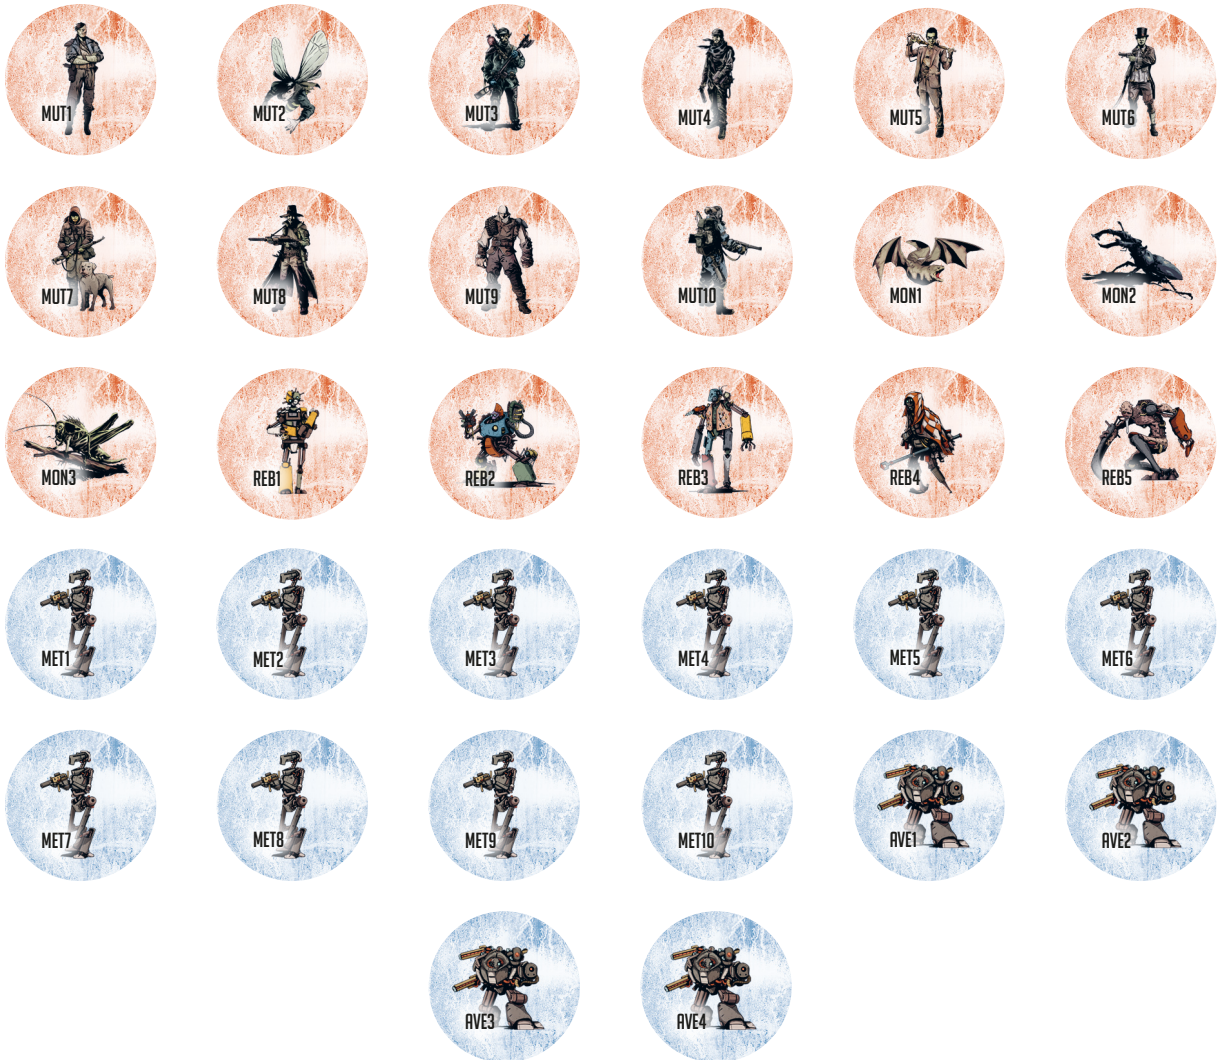 MUT1 MUT2 MUT3 MUT4 MUT5 MUT6
MUT7 MUT8 MUT9 MUT10 MON1 MON2
MON3 REB1 REB2 REB3 REB4 REB5
MET1 MET2 MET3 MET4 MET5 MET6
MET7 MET8 MET9 MET10 AVE1 AVE2
AVE3 AVE4